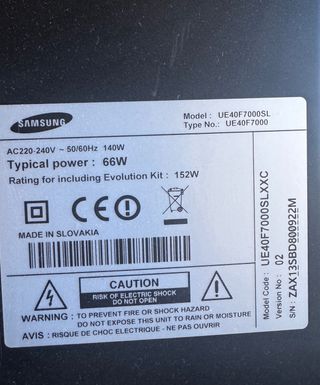 SAMSUNG
Model : UE40F7000SL
Type No.: UE40F7000
AC220-240V ~ 50/60Hz 140W
Typical power : 66W
Rating for including Evolution Kit : 152W
MADE IN SLOVAKIA
CAUTION
RISK OF ELECTRIC SHOCK
DO NOT OPEN
WARNING : TO PREVENT FIRE OR SHOCK HAZARD
DO NOT EXPOSE UNIT TO RAIN OR MOISTURE
AVIS : RISQUE DE CHOC ELECTRIQUE - NE PAS OUVRIR
Model Code : UE40F7000SLXXC
Version No : 02
S/N : ZAX13SBD800922M